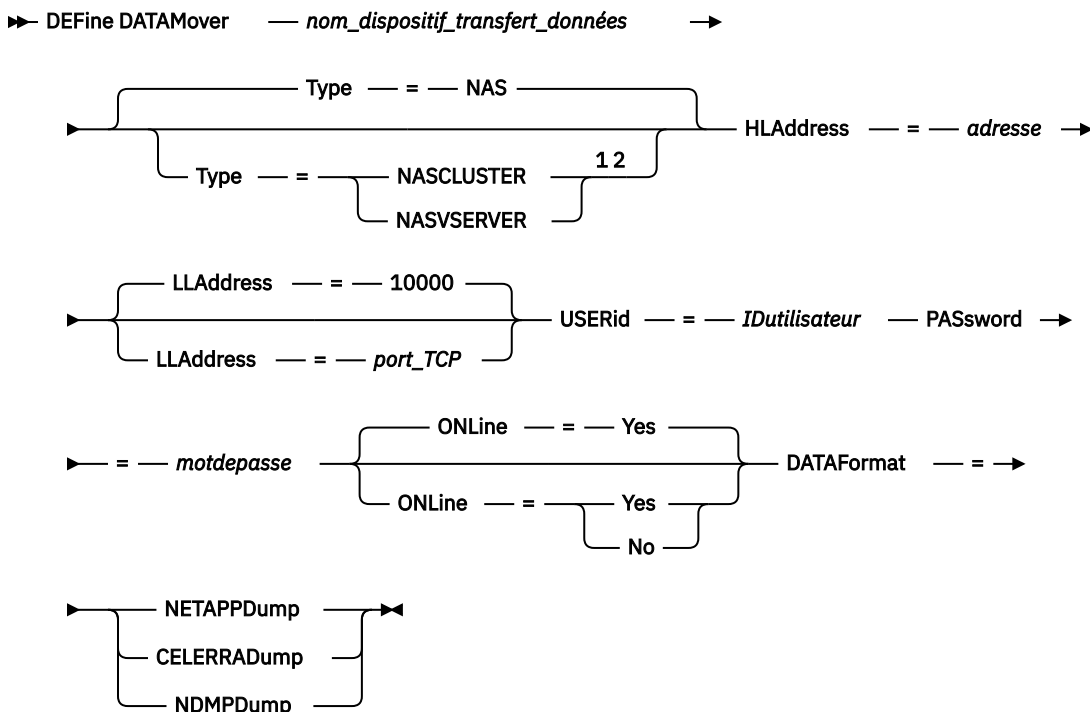 DEFine DATAMover nom_dispositif_transfert_données
Type = NAS
HLAddress = adresse
1 2
Type = NASCLUSTER
NASVSERVER
LLAddress = 10000
USERid = IDutilisateur PASsword
LLAddress = port_TCP
ONLine = Yes
= motdepasse DATAFormat =
ONLine = Yes
No
NETAPPDump
CELERRADump
NDMPDump